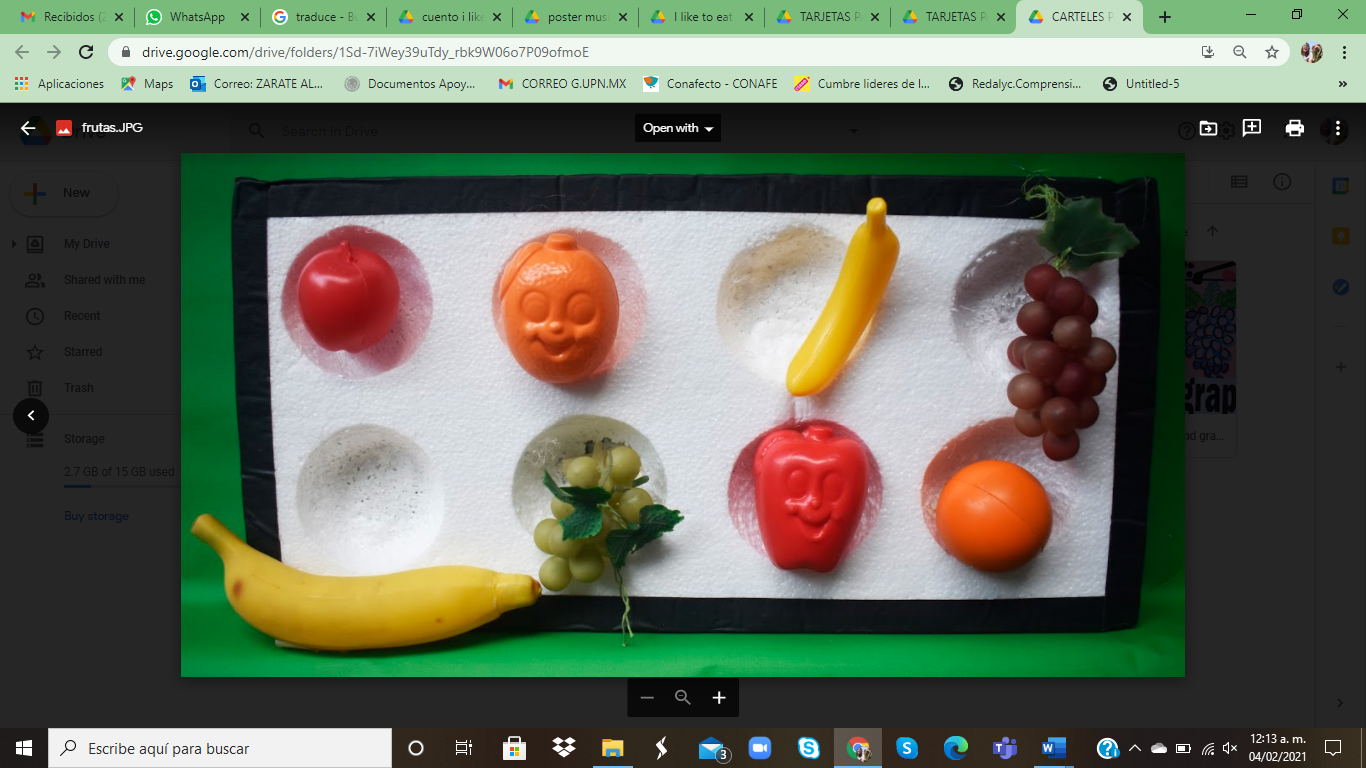 Recibidos (2
WhatsApp
traduce - Bu
cuento i like
poster musi
I like to eat
TARJETAS P
TARJETAS P
CARTELES P
drive.google.com/drive/folders/1Sd-7iWey39uTdy_rbk9W06o7P09ofmoE
Aplicaciones
Maps
Correo: ZARATE AL...
Documentos Apoy...
CORREO G.UPN.MX
Conafecto - CONAFE
Cumbre lideres de l...
Redalyc.Comprensi...
Untitled-5
»
frutas.JPG
Search in Drive
Open with
New
My Drive
Shared with me
Recent
Starred
Trash
Storage
2.7 GB of 15 GB used
Buy storage
grap
nd gra...
Escribe aquí para buscar
3
12:13 a. m.
04/02/2021